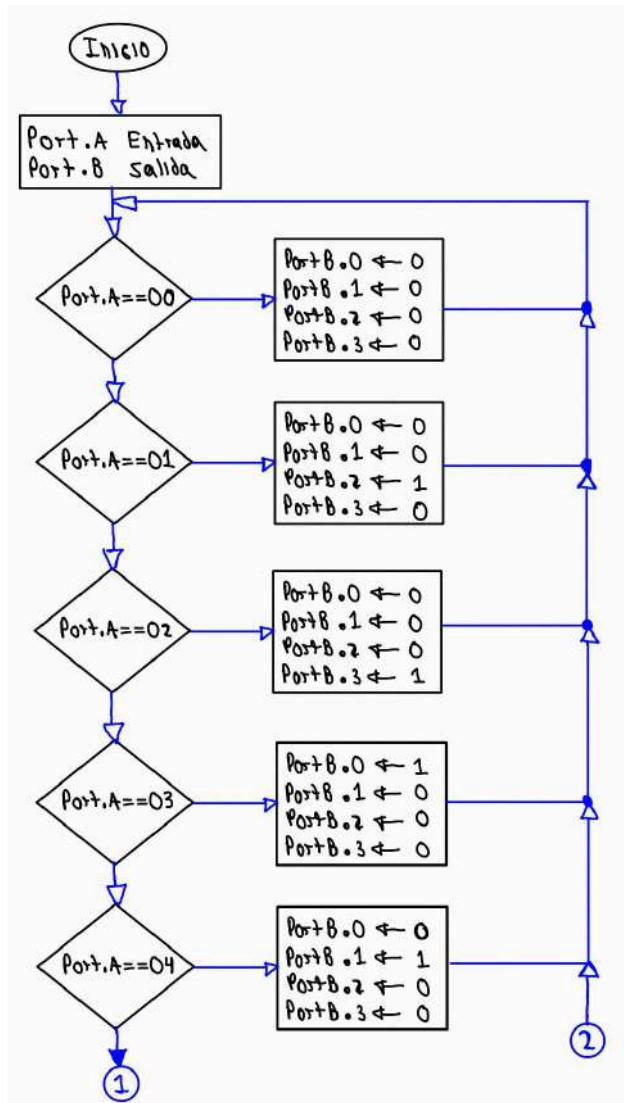 Inicio
Port.A Entrada
Port.B Salida
Port.A==00
PortB.0 ← 0
PortB.1 ← 0
PortB.2 ← 0
PortB.3 ← 0
Port.A==01
PortB.0 ← 0
PortB.1 ← 0
PortB.2 ← 1
PortB.3 ← 0
Port.A==02
PortB.0 ← 0
PortB.1 ← 0
PortB.2 ← 0
PortB.3 ← 1
Port.A==03
PortB.0 ← 1
PortB.1 ← 0
PortB.2 ← 0
PortB.3 ← 0
Port.A==04
PortB.0 ← 0
PortB.1 ← 1
PortB.2 ← 0
PortB.3 ← 0
1
2